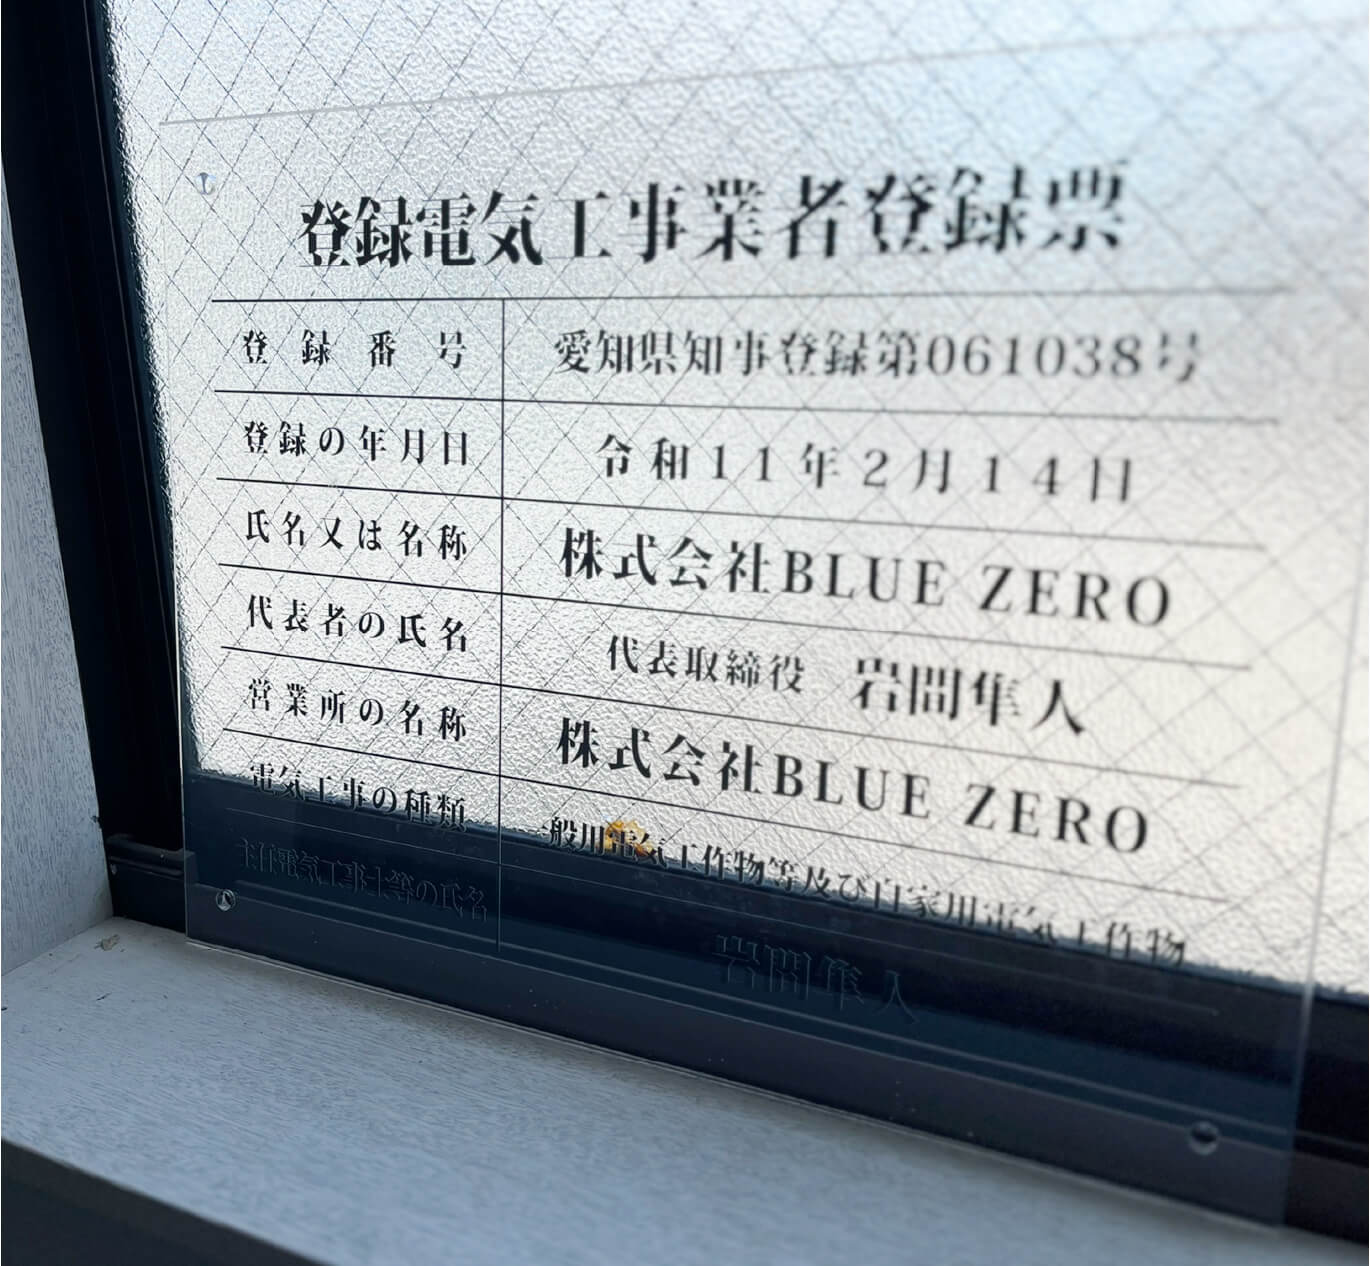 登録電気工事業者登録票
登録番号 愛知県知事登録第061038号
登録の年月日 令和11年2月14日
氏名又は名称 株式会社BLUE ZERO
代表者の氏名 代表取締役 岩間隼人
営業所の名称 株式会社BLUE ZERO
電気工事の種類 一般用電気工作物等及び自家用電気工作物
主任電気工事士等の氏名 岩間隼人